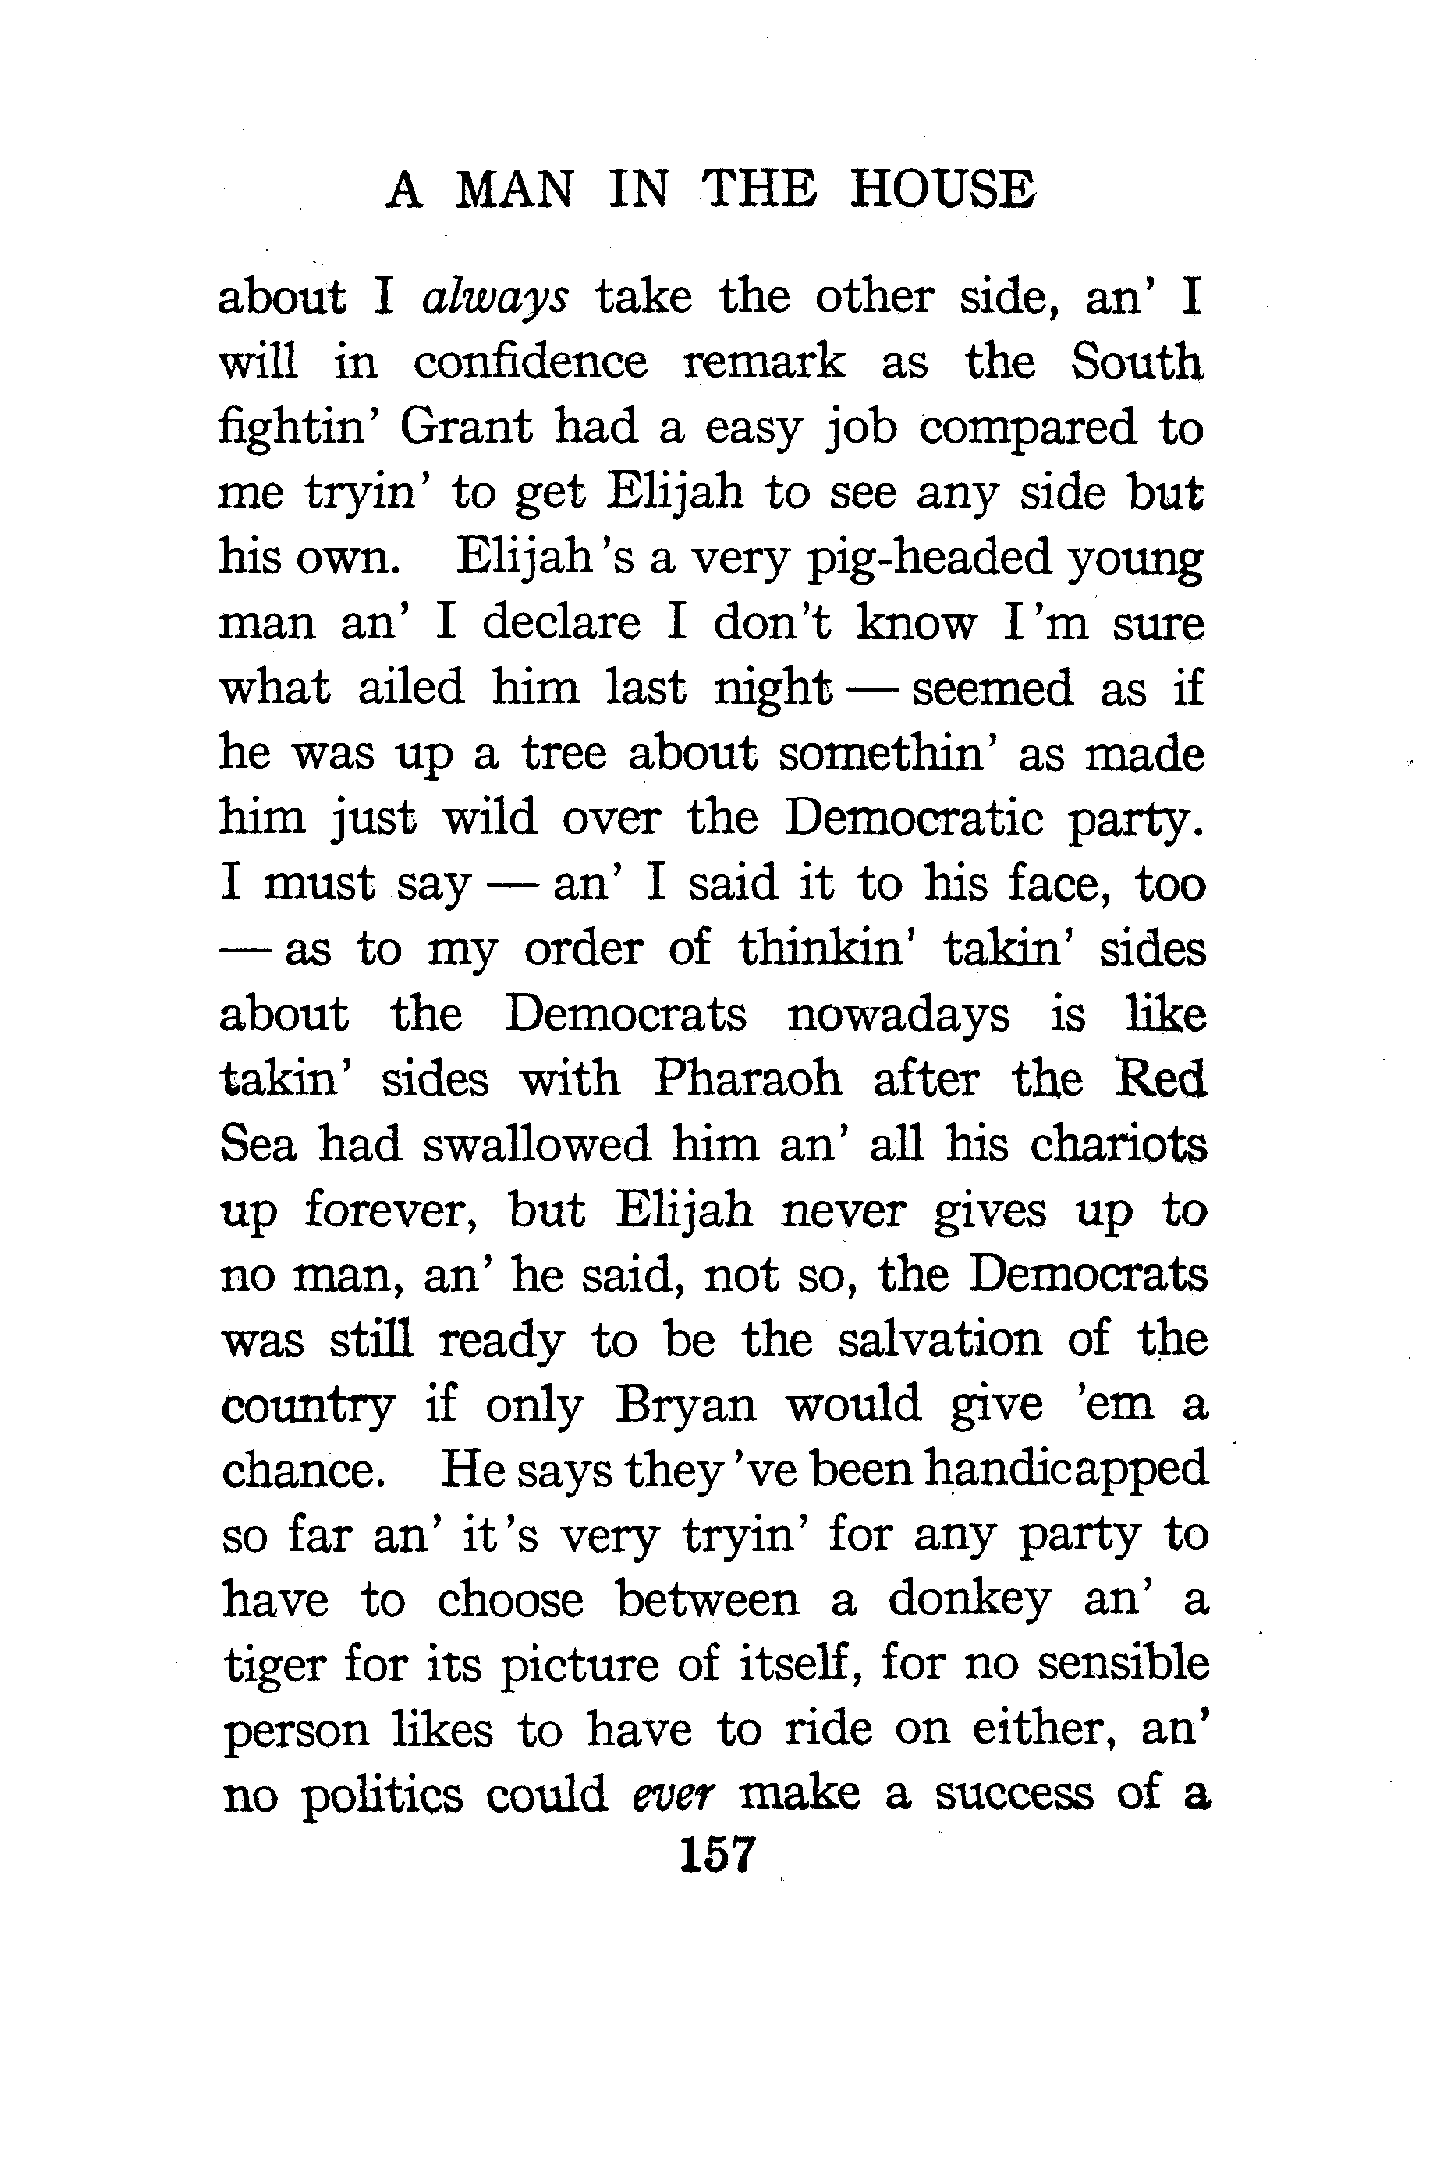 A MAN IN THE HOUSE
about I always take the other side, an' I
will in confidence remark as the South
fightin' Grant had a easy job compared to
me tryin' to get Elijah to see any side but
his own. Elijah 's a very pig-headed young
man an' I declare I don't know I 'm sure
what ailed him last night — seemed as if
he was up a tree about somethin' as made
him just wild over the Democratic party.
I must say — an' I said it to his face, too
— as to my order of thinkin' takin' sides
about the Democrats nowadays is like
takin' sides with Pharaoh after the Red
Sea had swallowed him an' all his chariots
up forever, but Elijah never gives up to
no man, an' he said, not so, the Democrats
was still ready to be the salvation of the
country if only Bryan would give 'em a
chance. He says they 've been handicapped
so far an' it 's very tryin' for any party to
have to choose between a donkey an' a
tiger for its picture of itself, for no sensible
person likes to have to ride on either, an'
no politics could ever make a success of a
157